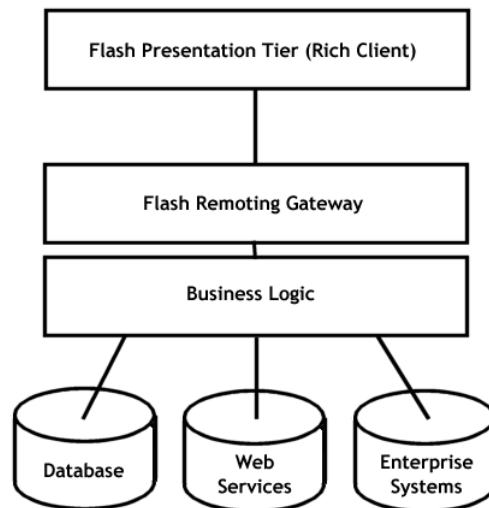 Flash Presentation Tier (Rich Client)
Flash Remoting Gateway
Business Logic
Database
Web
Services
Enterprise
Systems